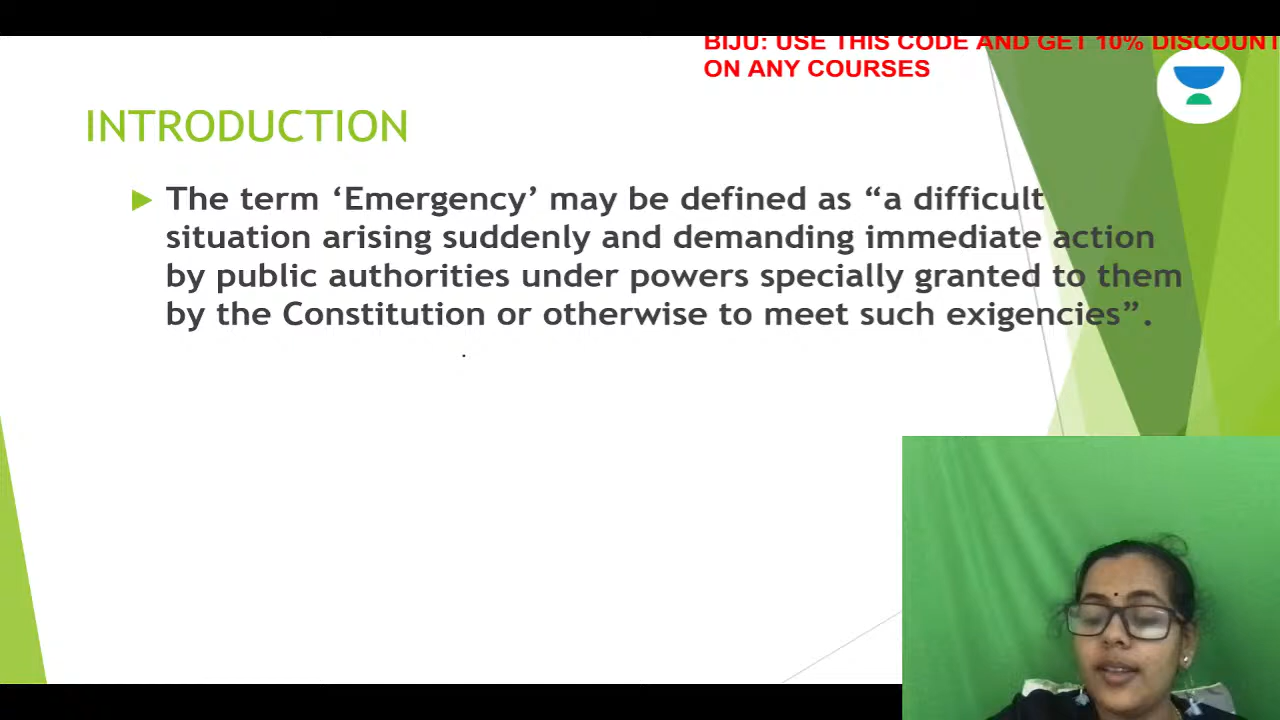 BIJU: USE THIS CODE AND GET 10% DISCOUNT
ON ANY COURSES
INTRODUCTION
The term ‘Emergency’ may be defined as “a difficult
situation arising suddenly and demanding immediate action
by public authorities under powers specially granted to them
by the Constitution or otherwise to meet such exigencies”.